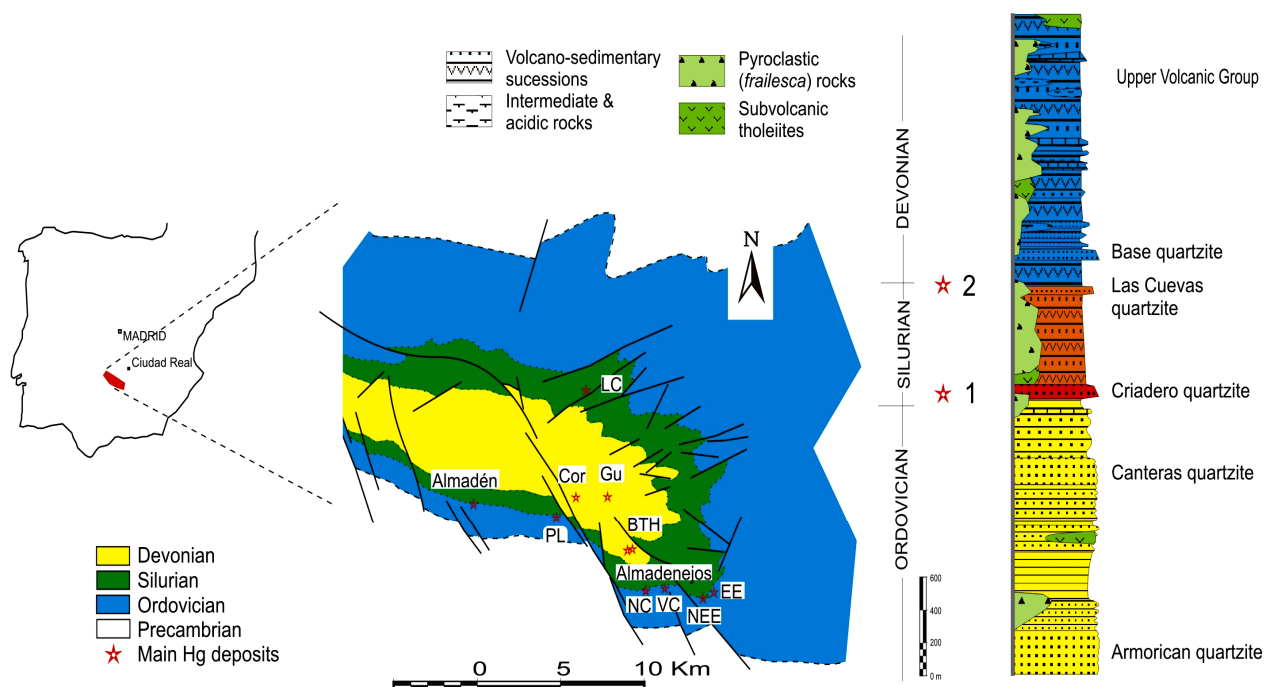 Volcano-sedimentary
sucessions
Intermediate &
acidic rocks
Pyroclastic
(frailesca) rocks
Subvolcanic
tholeiites
MADRID
Ciudad Real
N
LC
Almadén
Cor
Gu
PL
BTH
Almadenejos
NC
VC
NEE
EE
Devonian
Silurian
Ordovician
Precambrian
Main Hg deposits
0
5
10 Km
DEVONIAN
SILURIAN
ORDOVICIAN
2
1
600
400
200
0 m
Upper Volcanic Group
Base quartzite
Las Cuevas
quartzite
Criadero quartzite
Canteras quartzite
Armorican quartzite